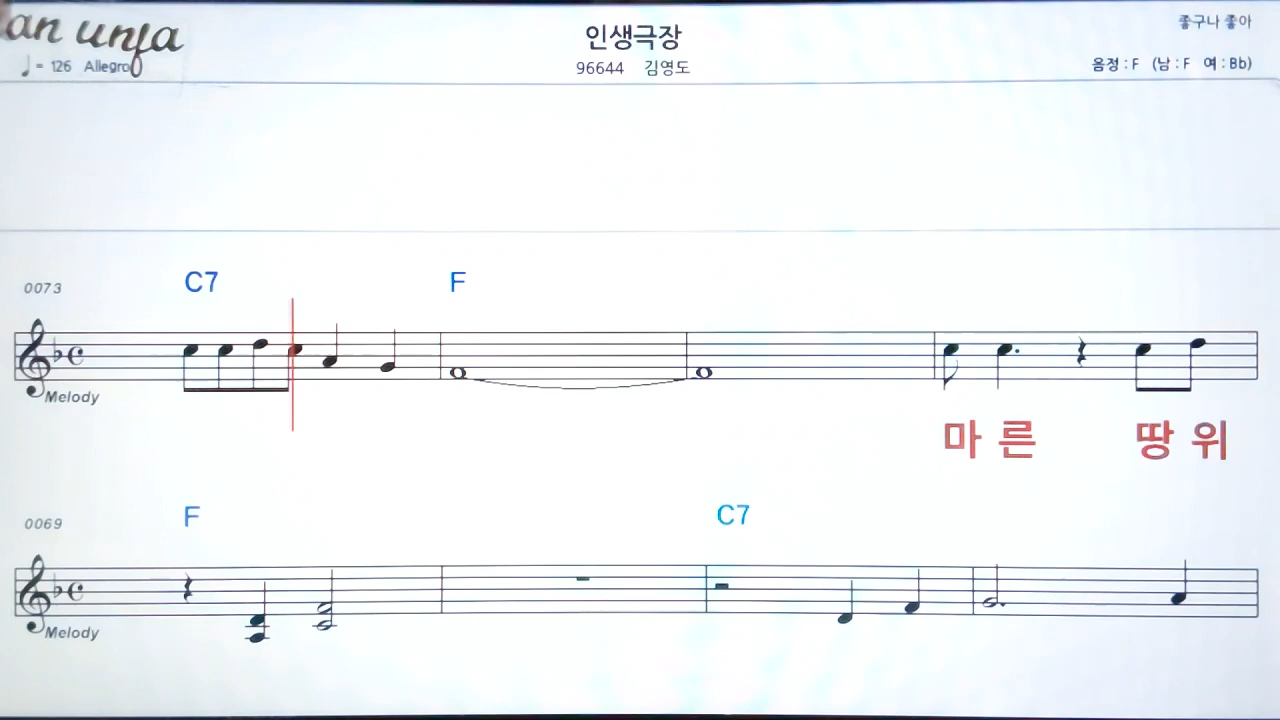 an unfa
인생극장
좋구나 좋아
♩ = 126 Allegro
96644 김영도
음정 : F (남 : F 여 : Bb)
C7 F
0073
Melody
마 른 땅 위
F C7
0069
Melody